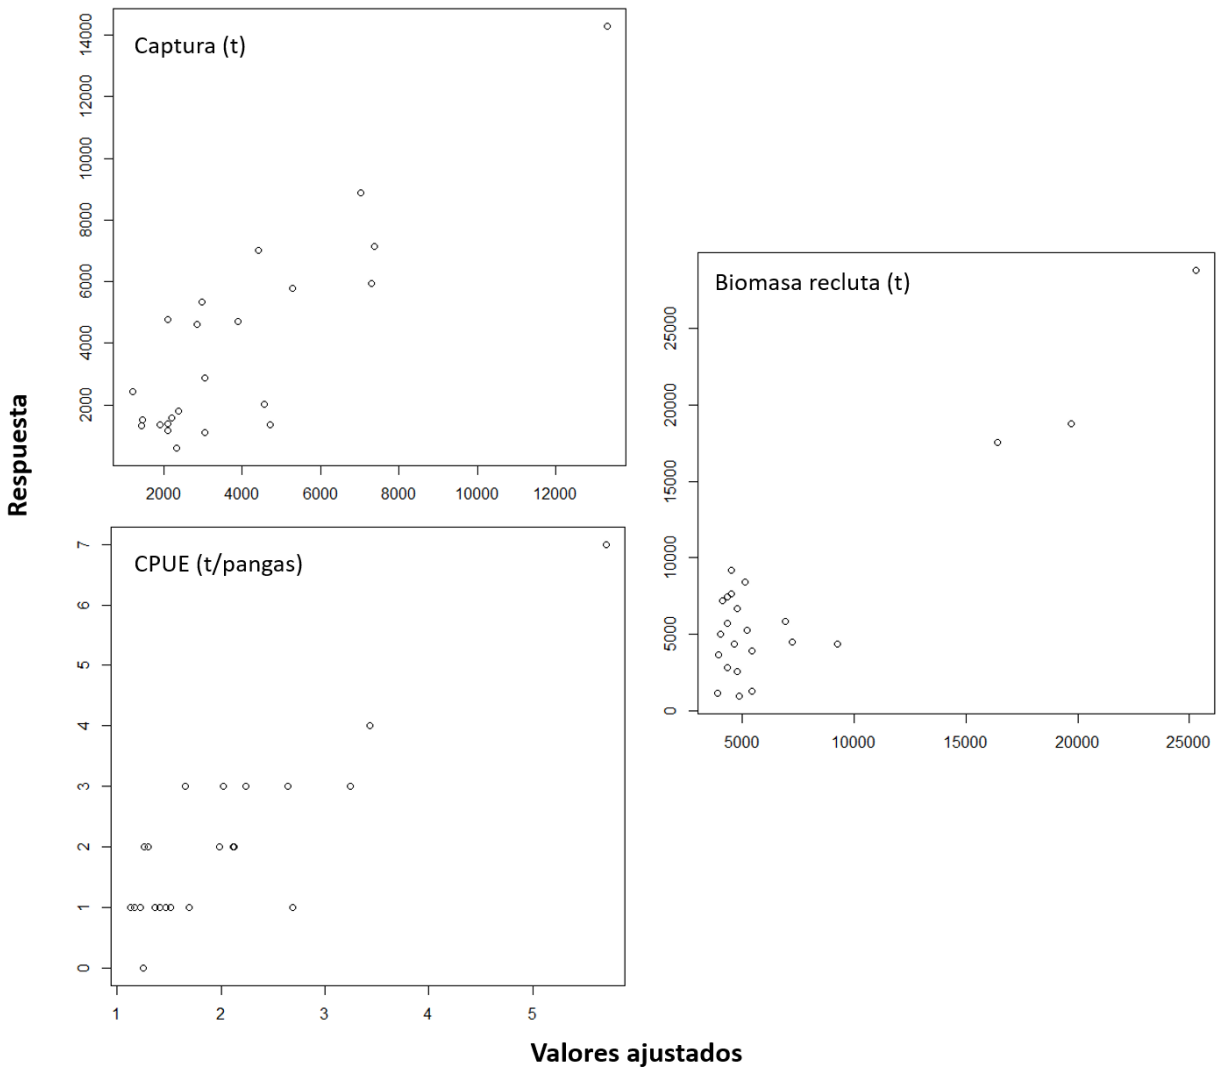 Respuesta
Captura (t)
14000
12000
10000
8000
6000
4000
2000
2000 4000 6000 8000 10000 12000
Biomasa recluta (t)
25000
20000
15000
10000
5000
0
5000 10000 15000 20000 25000
CPUE (t/pangas)
7
6
5
4
3
2
1
0
1 2 3 4 5
Valores ajustados